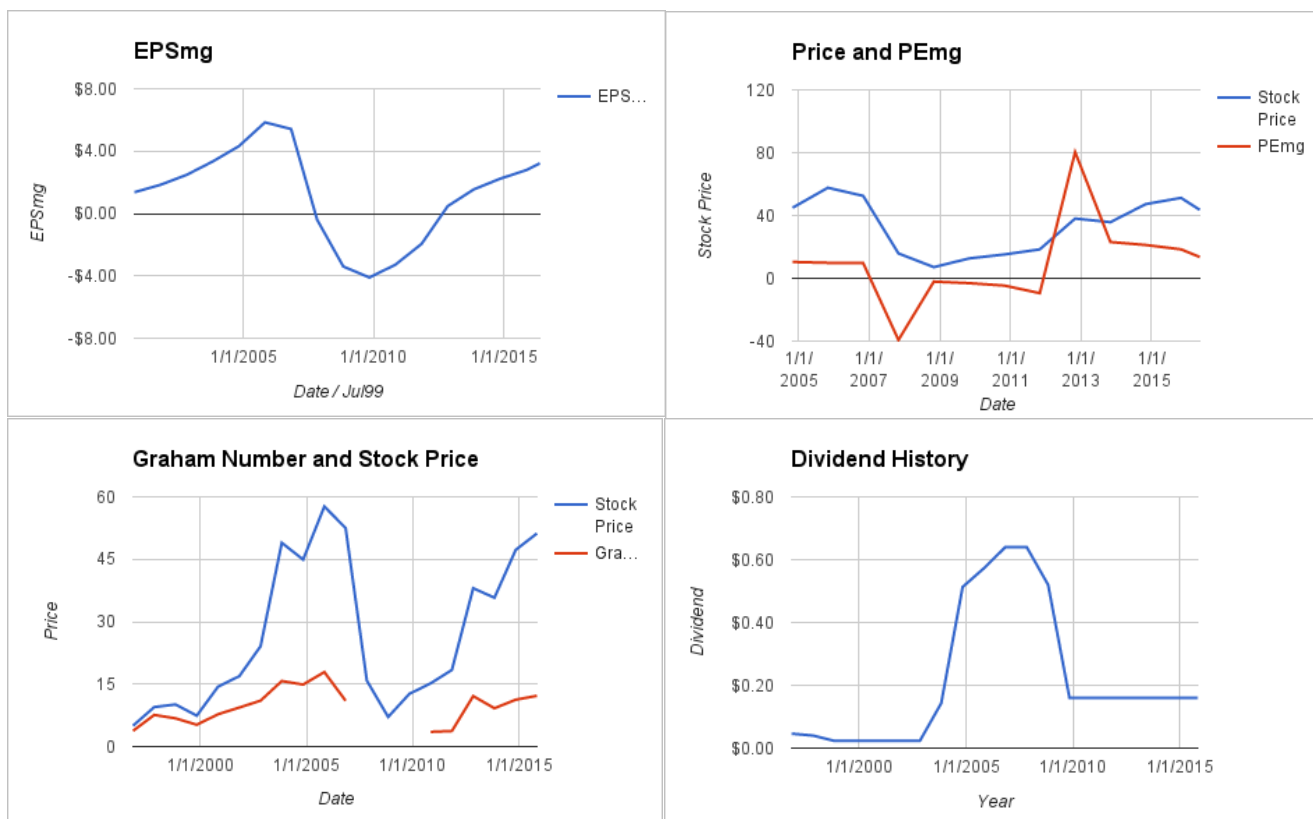 EPSmg
$8.00
$4.00
$0.00
-$4.00
-$8.00
EPSmg
1/1/2005
1/1/2010
1/1/2015
Date / Jul99
EPS...
Price and PEmg
120
80
40
0
-40
Stock Price
1/1/
2005
1/1/
2007
1/1/
2009
1/1/
2011
1/1/
2013
1/1/
2015
Date
Stock
Price
PEmg
Graham Number and Stock Price
60
45
30
15
0
Price
1/1/2000
1/1/2005
1/1/2010
1/1/2015
Date
Stock
Price
Gra...
Dividend History
$0.80
$0.60
$0.40
$0.20
$0.00
Dividend
1/1/2000
1/1/2005
1/1/2010
1/1/2015
Year